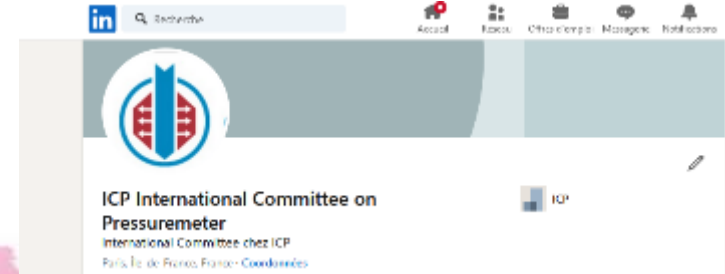 in
Recherche
Accueil
Réseau
Offres d'emploi
Messagerie
Notifications
ICP International Committee on
Pressuremeter
International Committee chez ICP
Paris, Île-de-France, France · Coordonnées
ICP